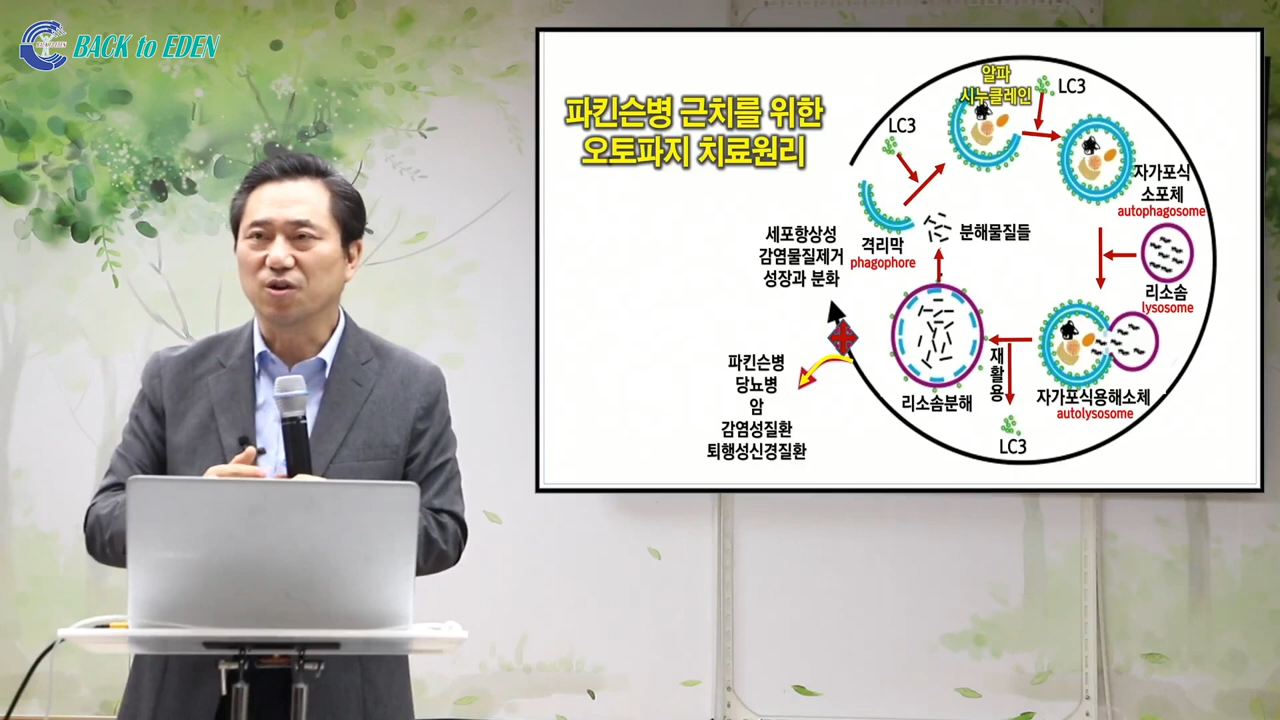 BACK to EDEN
파킨슨병 근치를 위한
오토파지 치료원리
알파
시누클레인
LC3
LC3
자가포식
소포체
autophagosome
격리막
phagophore
분해물질들
세포항상성
감염물질제거
성장과 분화
리소솜
lysosome
파킨슨병
당뇨병
암
감염성질환
퇴행성신경질환
리소솜분해
재활용
자가포식용해소체
autolysosome
LC3